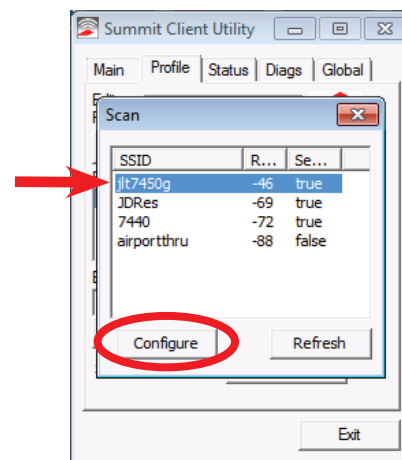 Summit Client Utility
Main Profile Status Diags Global
Scan
SSID R... Se...
jlt7450g -46 true
JDRes -69 true
7440 -72 true
airportthru -88 false
Configure Refresh
Exit